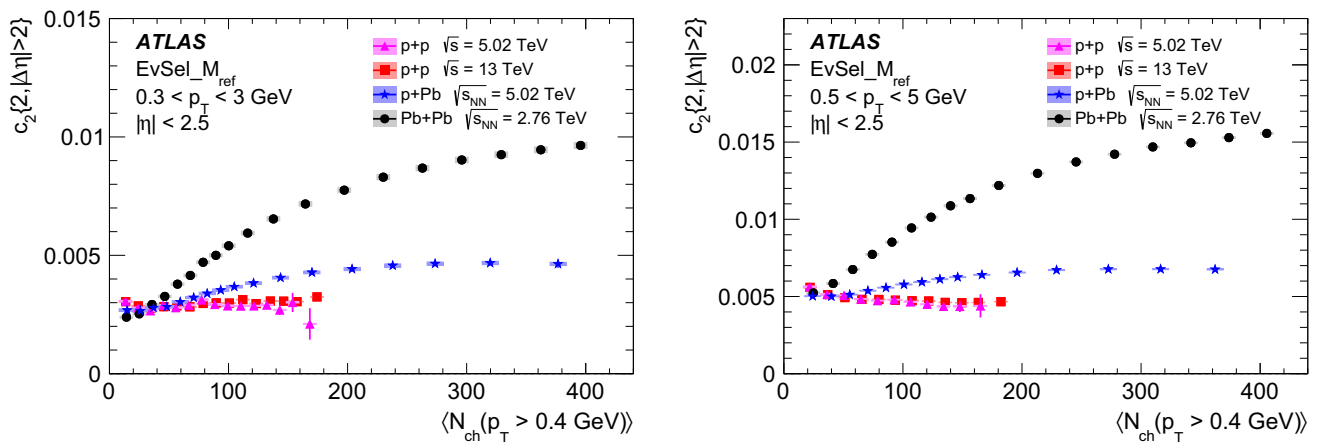 c₂{2,|Δη|>2}
0.015
0.01
0.005
0
ATLAS
EvSel_M_ref
0.3 < p_T < 3 GeV
|η| < 2.5
p+p √s = 5.02 TeV
p+p √s = 13 TeV
p+Pb √s_NN = 5.02 TeV
Pb+Pb √s_NN = 2.76 TeV
0 100 200 300 400
⟨N_ch(p_T > 0.4 GeV)⟩
c₂{2,|Δη|>2}
0.02
0.015
0.01
0.005
0
ATLAS
EvSel_M_ref
0.5 < p_T < 5 GeV
|η| < 2.5
p+p √s = 5.02 TeV
p+p √s = 13 TeV
p+Pb √s_NN = 5.02 TeV
Pb+Pb √s_NN = 2.76 TeV
0 100 200 300 400
⟨N_ch(p_T > 0.4 GeV)⟩